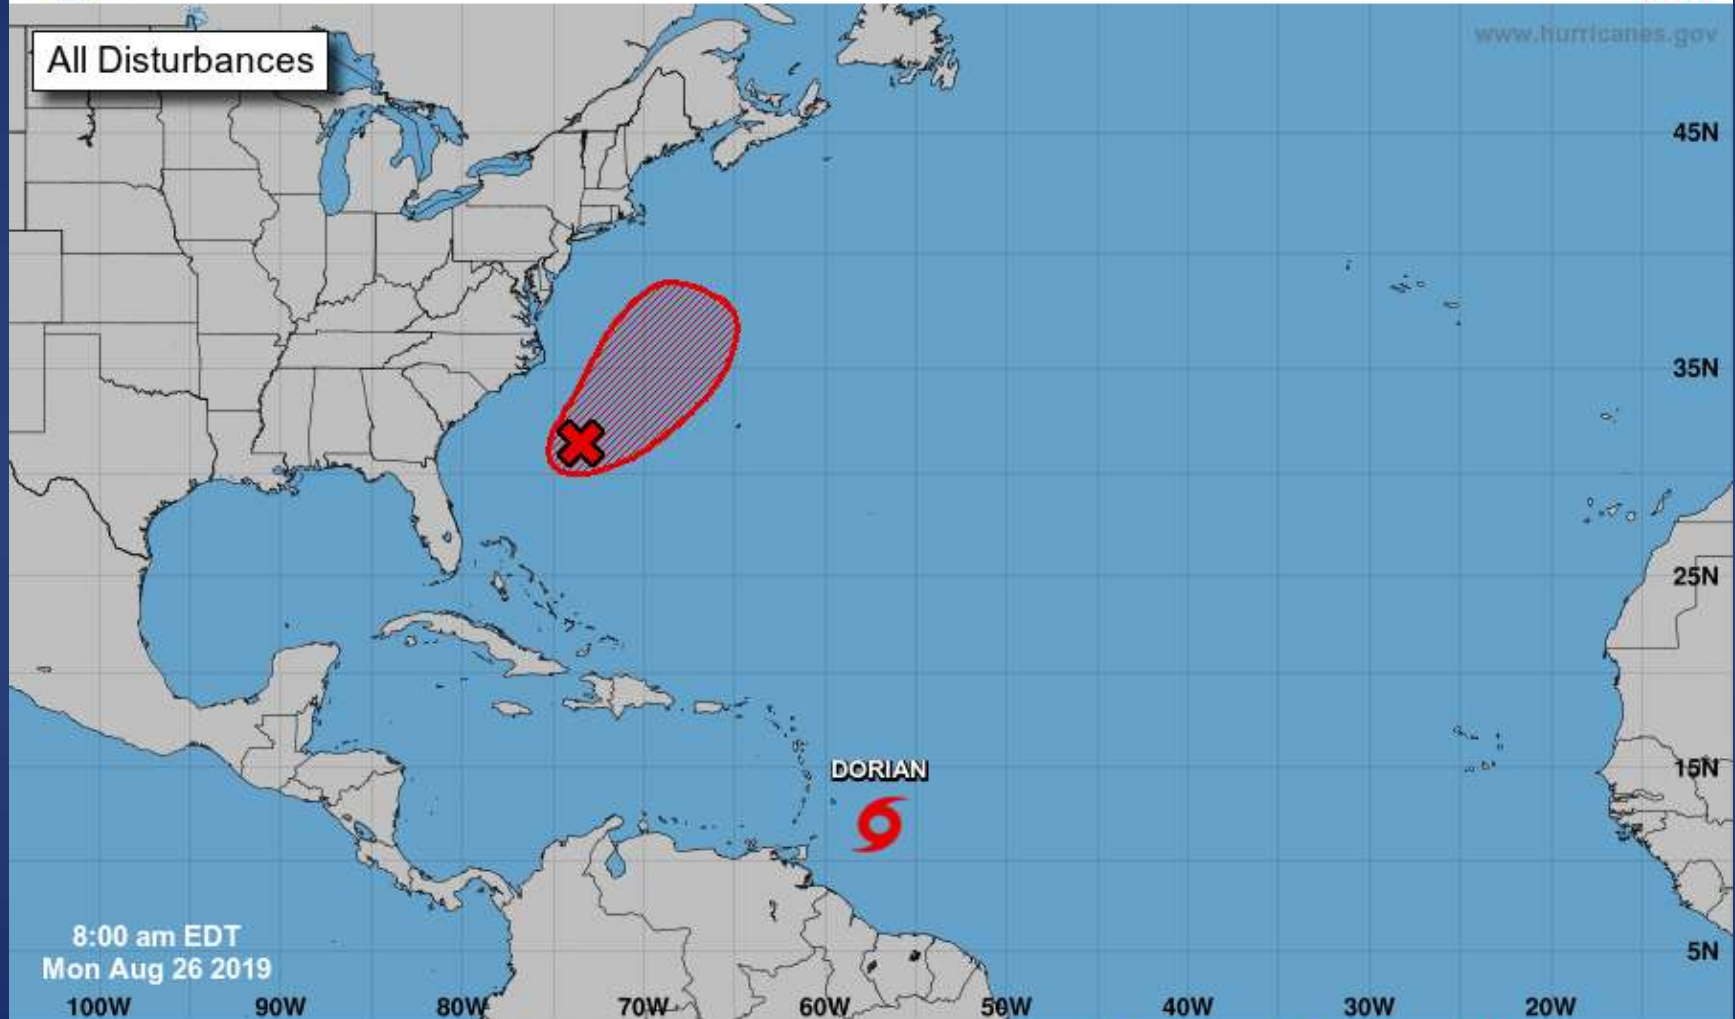 All Disturbances
www.hurricanes.gov
45N
35N
25N
DORIAN
15N
8:00 am EDT
Mon Aug 26 2019
5N
100W 90W 80W 70W 60W 50W 40W 30W 20W